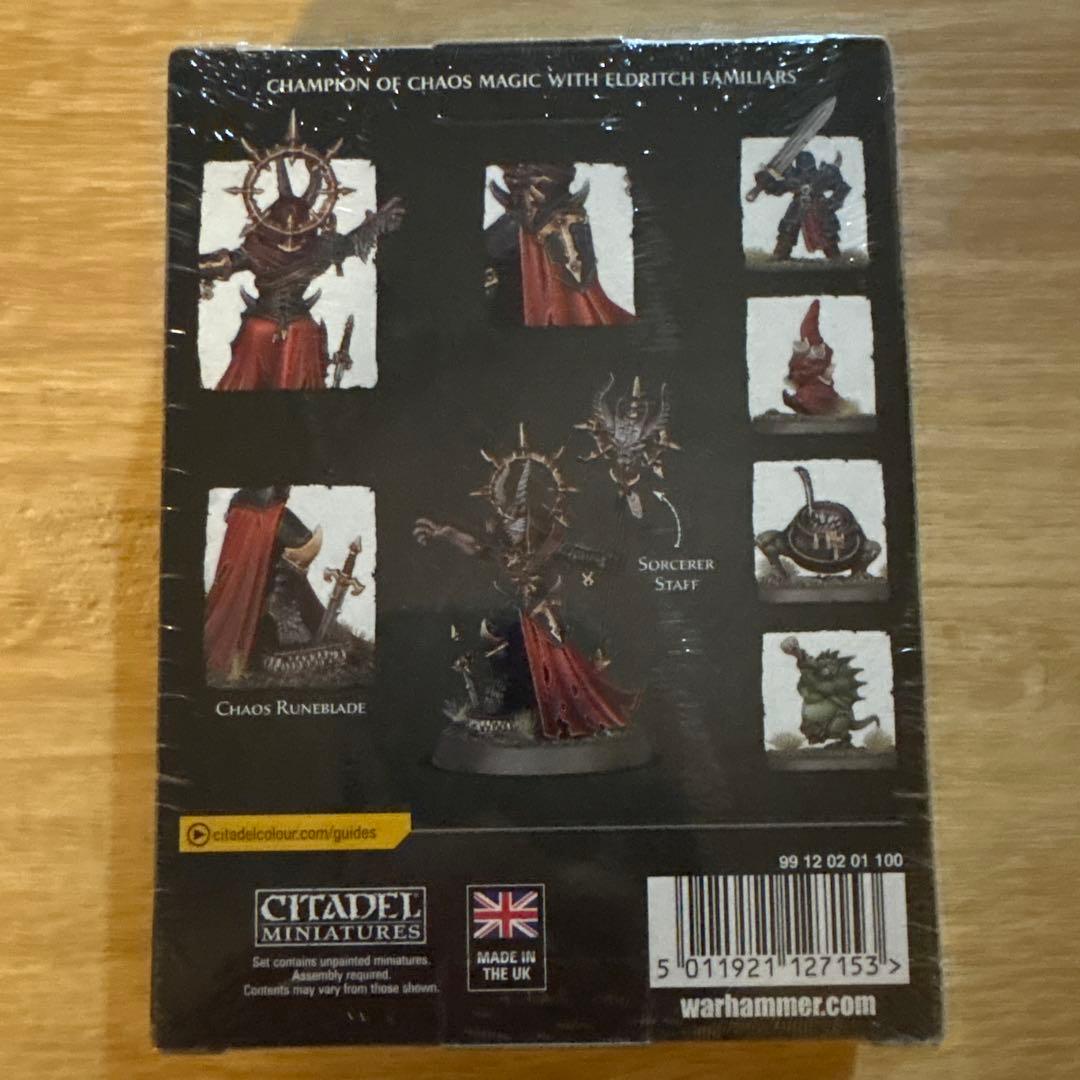 CHAMPION OF CHAOS MAGIC WITH ELDRITCH FAMILIARS
SORCERER
STAFF
CHAOS RUNEBLADE
citadelcolour.com/guides
99 12 02 01 100
CITADEL
MINIATURES
Set contains unpainted miniatures.
Assembly required.
Contents may vary from those shown.
MADE IN
THE UK
5 011921 127153 >
warhammer.com